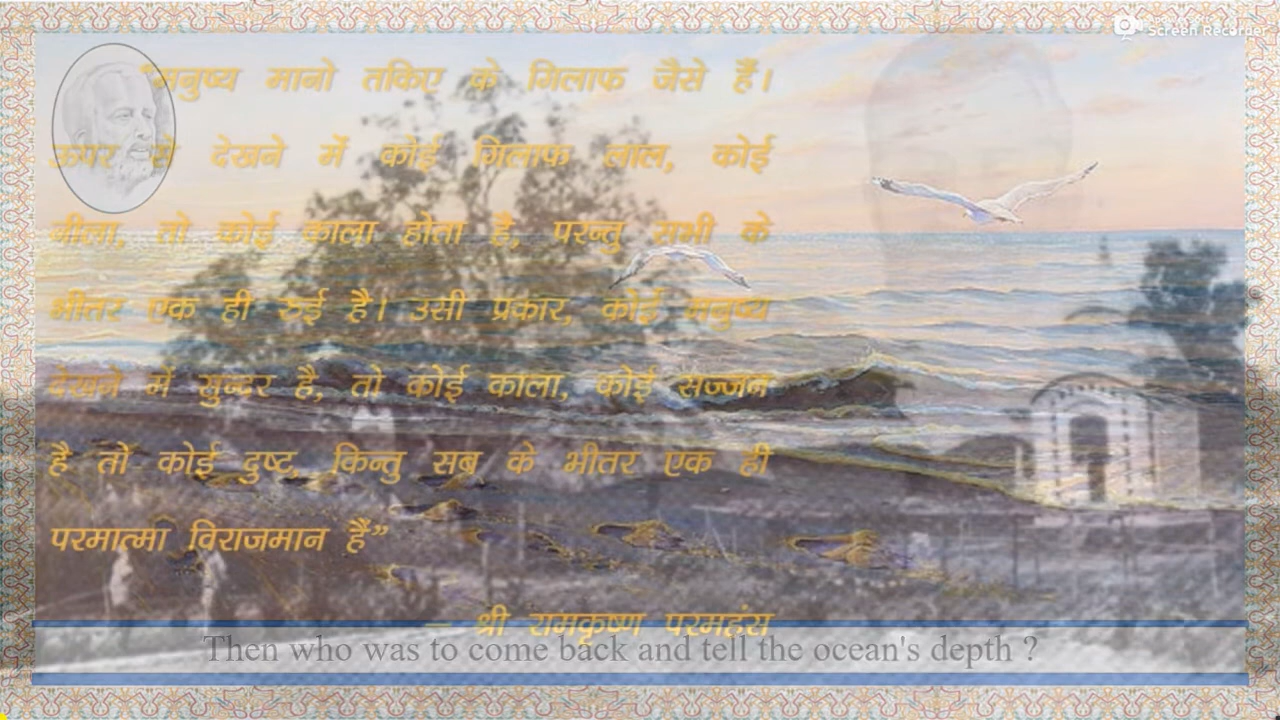 Screen Recorder
“मनुष्य मानो तकिए के गिलाफ जैसे हैं।
ऊपर से देखने में कोई गिलाफ़ लाल, कोई
नीला, तो कोई काला होता है, परन्तु सभी के
भीतर एक ही रुई है। उसी प्रकार, कोई मनुष्य
देखने में सुन्दर है, तो कोई काला, कोई सज्जन
है तो कोई दुष्ट, किन्तु सब के भीतर एक ही
परमात्मा विराजमान हैं”
– श्री रामकृष्ण परमहंस
Then who was to come back and tell the ocean's depth ?